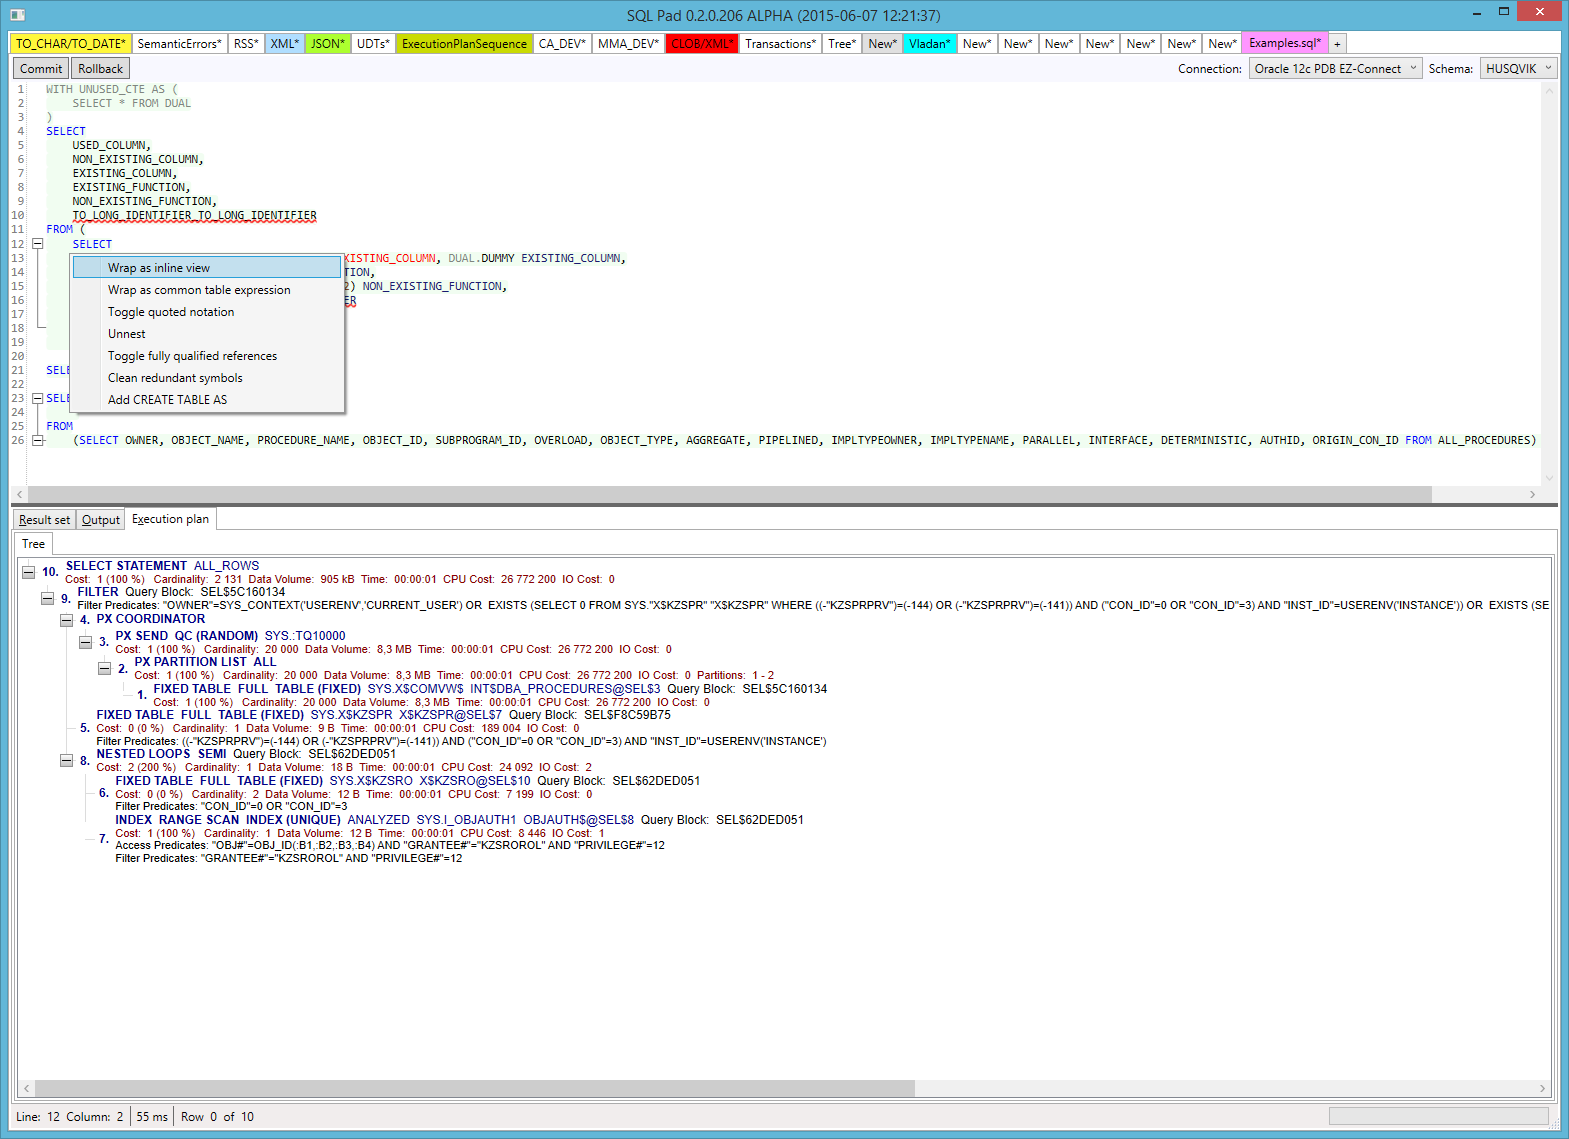 SQL Pad 0.2.0.206 ALPHA (2015-06-07 12:21:37)
TO_CHAR/TO_DATE* SemanticErrors* RSS* XML* JSON* UDTs* ExecutionPlanSequence CA_DEV* MMA_DEV* CLOB/XML* Transactions* Tree* New* Vladan* New* New* New* New* New* New* New* Examples.sql* +
Commit Rollback Connection: Oracle 12c PDB EZ-Connect Schema: HUSQVIK
1 WITH UNUSED_CTE AS (
2 SELECT * FROM DUAL
3 )
4 SELECT
5 USED_COLUMN,
6 NON_EXISTING_COLUMN,
7 EXISTING_COLUMN,
8 EXISTING_FUNCTION,
9 NON_EXISTING_FUNCTION,
10 TO_LONG_IDENTIFIER_TO_LONG_IDENTIFIER
11 FROM (
12 SELECT
13 XISTING_COLUMN, DUAL.DUMMY EXISTING_COLUMN,
14 TION,
15 2) NON_EXISTING_FUNCTION,
16 ER
17
18
19
20
21 SELE
22
23 SELE
24
25 FROM
26 (SELECT OWNER, OBJECT_NAME, PROCEDURE_NAME, OBJECT_ID, SUBPROGRAM_ID, OVERLOAD, OBJECT_TYPE, AGGREGATE, PIPELINED, IMPLTYPEOWNER, IMPLTYPENAME, PARALLEL, INTERFACE, DETERMINISTIC, AUTHID, ORIGIN_CON_ID FROM ALL_PROCEDURES)
Wrap as inline view
Wrap as common table expression
Toggle quoted notation
Unnest
Toggle fully qualified references
Clean redundant symbols
Add CREATE TABLE AS
Result set Output Execution plan
Tree
10. SELECT STATEMENT ALL_ROWS
Cost: 1 (100 %) Cardinality: 2 131 Data Volume: 905 kB Time: 00:00:01 CPU Cost: 26 772 200 IO Cost: 0
9. FILTER Query Block: SEL$5C160134
Filter Predicates: "OWNER"=SYS_CONTEXT('USERENV','CURRENT_USER') OR EXISTS (SELECT 0 FROM SYS."X$KZSPR" "X$KZSPR" WHERE ((-"KZSPRPRV")=(-144) OR (-"KZSPRPRV")=(-141)) AND ("CON_ID"=0 OR "CON_ID"=3) AND "INST_ID"=USERENV('INSTANCE')) OR EXISTS (SE
4. PX COORDINATOR
3. PX SEND QC (RANDOM) SYS.:TQ10000
Cost: 1 (100 %) Cardinality: 20 000 Data Volume: 8,3 MB Time: 00:00:01 CPU Cost: 26 772 200 IO Cost: 0
2. PX PARTITION LIST ALL
Cost: 1 (100 %) Cardinality: 20 000 Data Volume: 8,3 MB Time: 00:00:01 CPU Cost: 26 772 200 IO Cost: 0 Partitions: 1 - 2
1. FIXED TABLE FULL TABLE (FIXED) SYS.X$COMVW$ INT$DBA_PROCEDURES@SEL$3 Query Block: SEL$5C160134
Cost: 1 (100 %) Cardinality: 20 000 Data Volume: 8,3 MB Time: 00:00:01 CPU Cost: 26 772 200 IO Cost: 0
5. FIXED TABLE FULL TABLE (FIXED) SYS.X$KZSPR X$KZSPR@SEL$7 Query Block: SEL$F8C59B75
Cost: 0 (0 %) Cardinality: 1 Data Volume: 9 B Time: 00:00:01 CPU Cost: 189 004 IO Cost: 0
Filter Predicates: ((-"KZSPRPRV")=(-144) OR (-"KZSPRPRV")=(-141)) AND ("CON_ID"=0 OR "CON_ID"=3) AND "INST_ID"=USERENV('INSTANCE')
8. NESTED LOOPS SEMI Query Block: SEL$62DED051
Cost: 2 (200 %) Cardinality: 1 Data Volume: 18 B Time: 00:00:01 CPU Cost: 24 092 IO Cost: 2
6. FIXED TABLE FULL TABLE (FIXED) SYS.X$KZSRO X$KZSRO@SEL$10 Query Block: SEL$62DED051
Cost: 0 (0 %) Cardinality: 2 Data Volume: 12 B Time: 00:00:01 CPU Cost: 7 199 IO Cost: 0
Filter Predicates: "CON_ID"=0 OR "CON_ID"=3
7. INDEX RANGE SCAN INDEX (UNIQUE) ANALYZED SYS.I_OBJAUTH1 OBJAUTH$@SEL$8 Query Block: SEL$62DED051
Cost: 1 (100 %) Cardinality: 1 Data Volume: 12 B Time: 00:00:01 CPU Cost: 8 446 IO Cost: 1
Access Predicates: "OBJ#"=OBJ_ID(:B1,:B2,:B3,:B4) AND "GRANTEE#"="KZSROROL" AND "PRIVILEGE#"=12
Filter Predicates: "GRANTEE#"="KZSROROL" AND "PRIVILEGE#"=12
Line: 12 Column: 2 55 ms Row 0 of 10